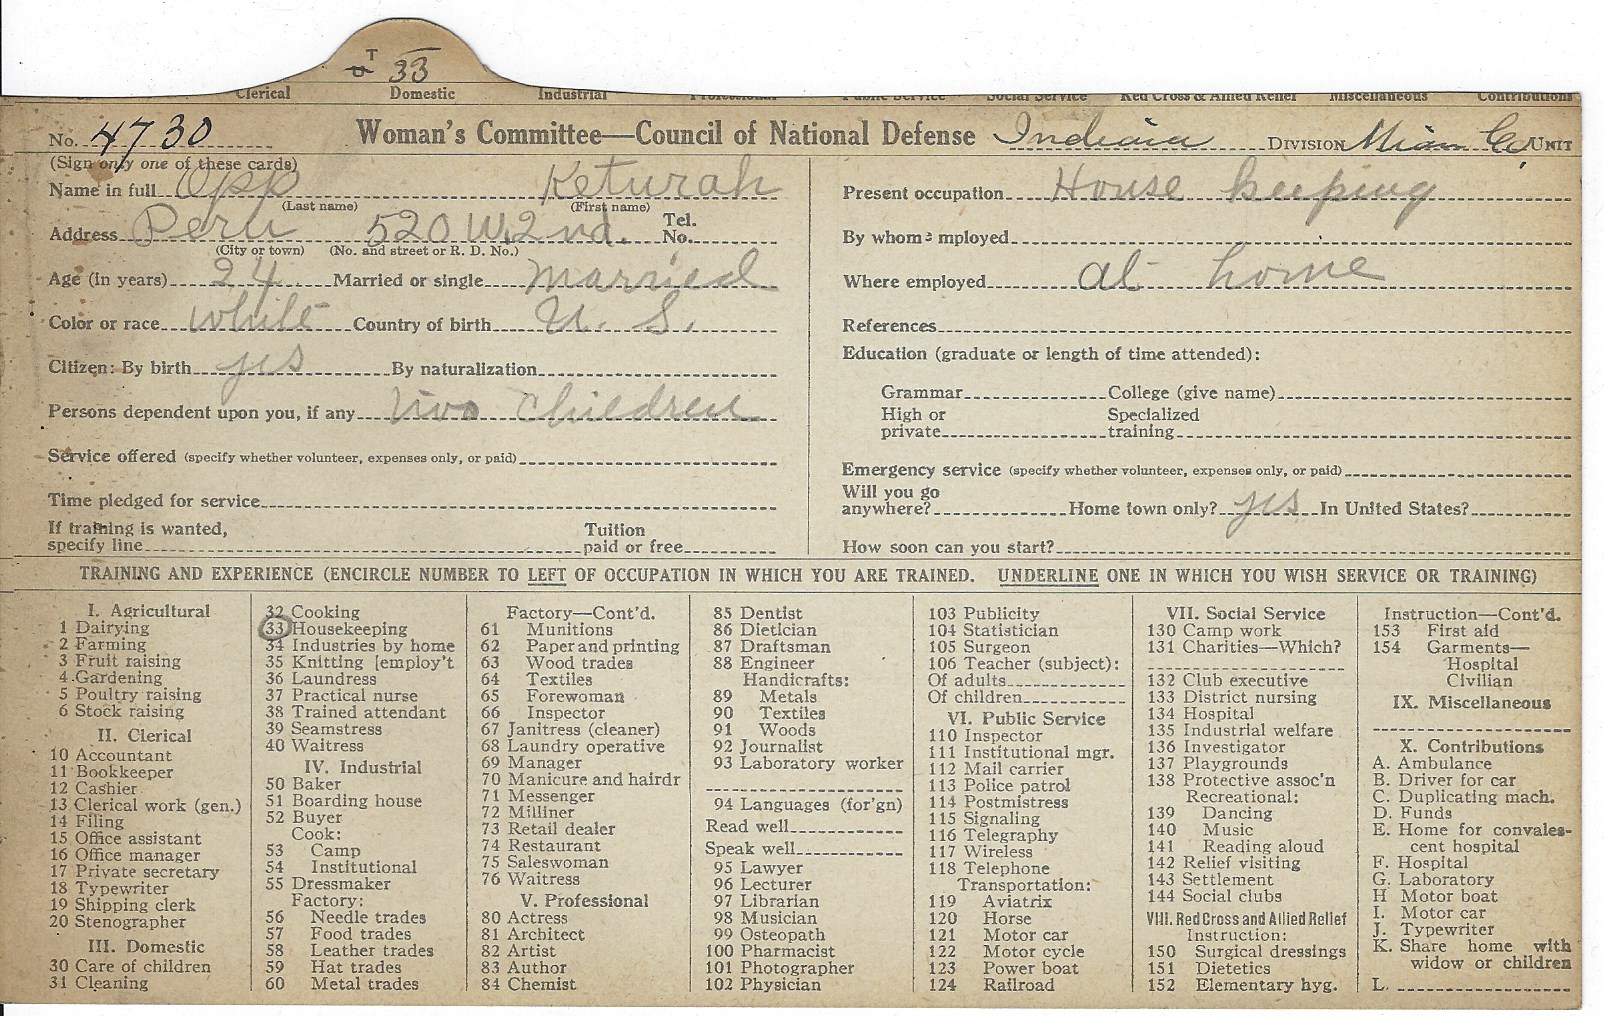 T
33
Clerical Domestic Industrial Professional Public Service Social Service Red Cross & Allied Relief Miscellaneous Contributions
No. 4730 Woman's Committee—Council of National Defense Indiana DIVISION Miami Co. UNIT
(Sign only one of these cards)
Name in full Opp Keturah
(Last name) (First name)
Address Peru 520 W. 2nd. Tel. No.
(City or town) (No. and street or R. D. No.)
Age (in years) 24 Married or single married
Color or race white Country of birth U. S.
Citizen: By birth yes By naturalization
Persons dependent upon you, if any two children
Service offered (specify whether volunteer, expenses only, or paid)
Time pledged for service
If training is wanted, specify line Tuition paid or free
Present occupation House keeping
By whom employed
Where employed at home
References
Education (graduate or length of time attended):
Grammar College (give name)
High or private Specialized training
Emergency service (specify whether volunteer, expenses only, or paid)
Will you go anywhere? Home town only? yes In United States?
How soon can you start?
TRAINING AND EXPERIENCE (ENCIRCLE NUMBER TO LEFT OF OCCUPATION IN WHICH YOU ARE TRAINED. UNDERLINE ONE IN WHICH YOU WISH SERVICE OR TRAINING)
I. Agricultural
1 Dairying
2 Farming
3 Fruit raising
4 Gardening
5 Poultry raising
6 Stock raising
II. Clerical
10 Accountant
11 Bookkeeper
12 Cashier
13 Clerical work (gen.)
14 Filing
15 Office assistant
16 Office manager
17 Private secretary
18 Typewriter
19 Shipping clerk
20 Stenographer
III. Domestic
30 Care of children
31 Cleaning
32 Cooking
33 Housekeeping
34 Industries by home
35 Knitting [employ't
36 Laundress
37 Practical nurse
38 Trained attendant
39 Seamstress
40 Waitress
IV. Industrial
50 Baker
51 Boarding house
52 Buyer
Cook:
53 Camp
54 Institutional
55 Dressmaker
Factory:
56 Needle trades
57 Food trades
58 Leather trades
59 Hat trades
60 Metal trades
Factory—Cont'd.
61 Munitions
62 Paper and printing
63 Wood trades
64 Textiles
65 Forewoman
66 Inspector
67 Janitress (cleaner)
68 Laundry operative
69 Manager
70 Manicure and hairdr
71 Messenger
72 Milliner
73 Retail dealer
74 Restaurant
75 Saleswoman
76 Waitress
V. Professional
80 Actress
81 Architect
82 Artist
83 Author
84 Chemist
85 Dentist
86 Dietician
87 Draftsman
88 Engineer
Handicrafts:
89 Metals
90 Textiles
91 Woods
92 Journalist
93 Laboratory worker
94 Languages (for'gn)
Read well
Speak well
95 Lawyer
96 Lecturer
97 Librarian
98 Musician
99 Osteopath
100 Pharmacist
101 Photographer
102 Physician
103 Publicity
104 Statistician
105 Surgeon
106 Teacher (subject):
Of adults
Of children
VI. Public Service
110 Inspector
111 Institutional mgr.
112 Mail carrier
113 Police patrol
114 Postmistress
115 Signaling
116 Telegraphy
117 Wireless
118 Telephone
Transportation:
119 Aviatrix
120 Horse
121 Motor car
122 Motor cycle
123 Power boat
124 Railroad
VII. Social Service
130 Camp work
131 Charities—Which?
132 Club executive
133 District nursing
134 Hospital
135 Industrial welfare
136 Investigator
137 Playgrounds
138 Protective assoc'n
Recreational:
139 Dancing
140 Music
141 Reading aloud
142 Relief visiting
143 Settlement
144 Social clubs
VIII. Red Cross and Allied Relief
Instruction:
150 Surgical dressings
151 Dietetics
152 Elementary hyg.
Instruction—Cont'd.
153 First aid
154 Garments—
Hospital
Civilian
IX. Miscellaneous
X. Contributions
A. Ambulance
B. Driver for car
C. Duplicating mach.
D. Funds
E. Home for convales-
cent hospital
F. Hospital
G. Laboratory
H Motor boat
I. Motor car
J. Typewriter
K. Share home with
widow or children
L.